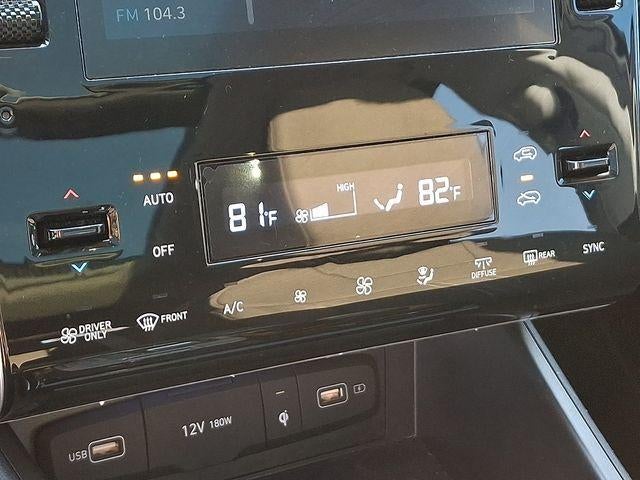 FM 104.3
AUTO
OFF
81°F
HIGH
82°F
A/C
DIFFUSE
REAR
SYNC
DRIVER
ONLY
FRONT
USB
12V 180W